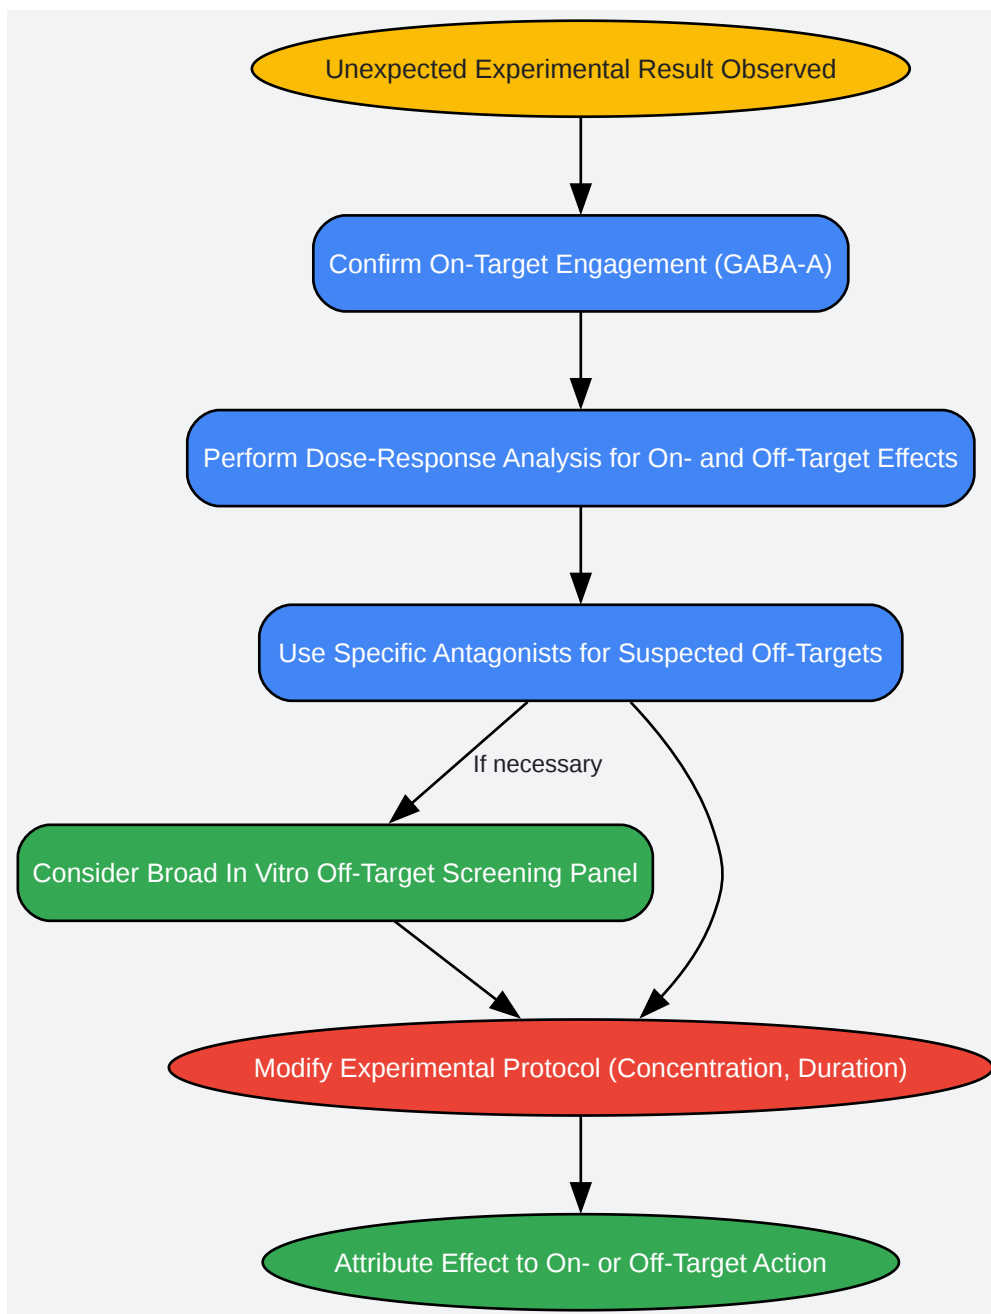 Unexpected Experimental Result Observed
Confirm On-Target Engagement (GABA-A)
Perform Dose-Response Analysis for On- and Off-Target Effects
Use Specific Antagonists for Suspected Off-Targets
If necessary
Consider Broad In Vitro Off-Target Screening Panel
Modify Experimental Protocol (Concentration, Duration)
Attribute Effect to On- or Off-Target Action